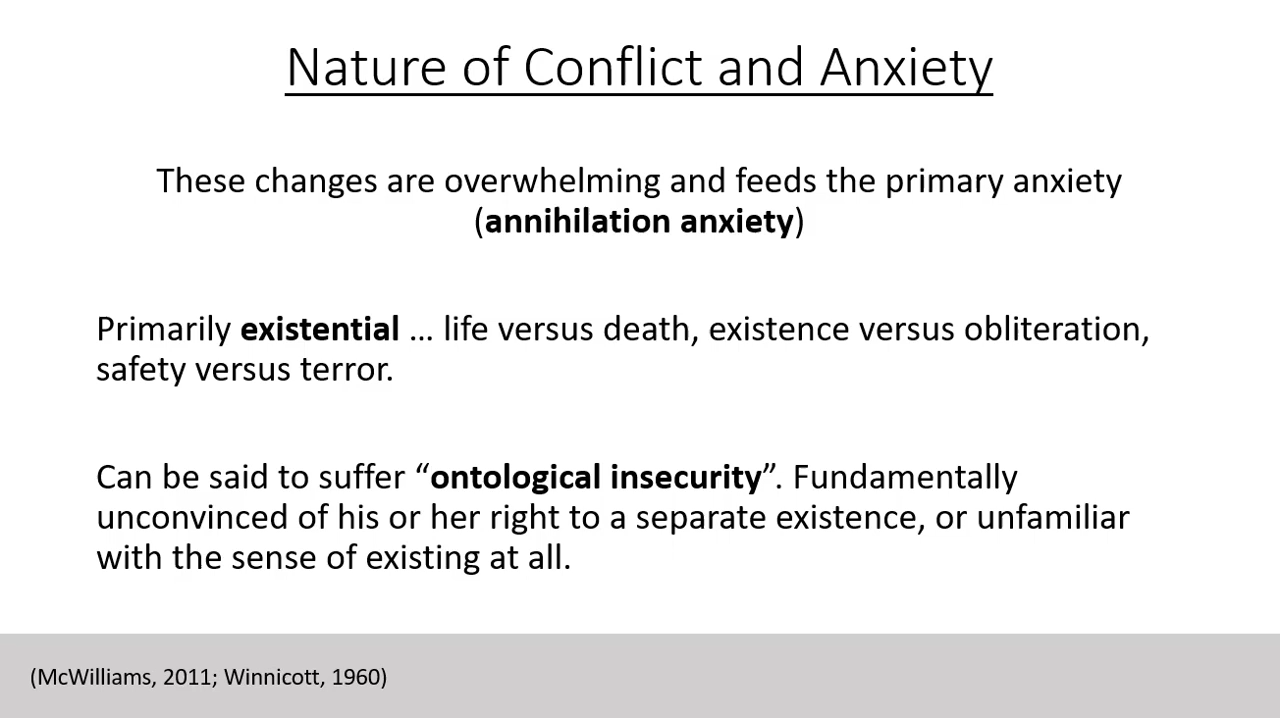 Nature of Conflict and Anxiety
These changes are overwhelming and feeds the primary anxiety
(annihilation anxiety)
Primarily existential … life versus death, existence versus obliteration,
safety versus terror.
Can be said to suffer “ontological insecurity”. Fundamentally
unconvinced of his or her right to a separate existence, or unfamiliar
with the sense of existing at all.
(McWilliams, 2011; Winnicott, 1960)